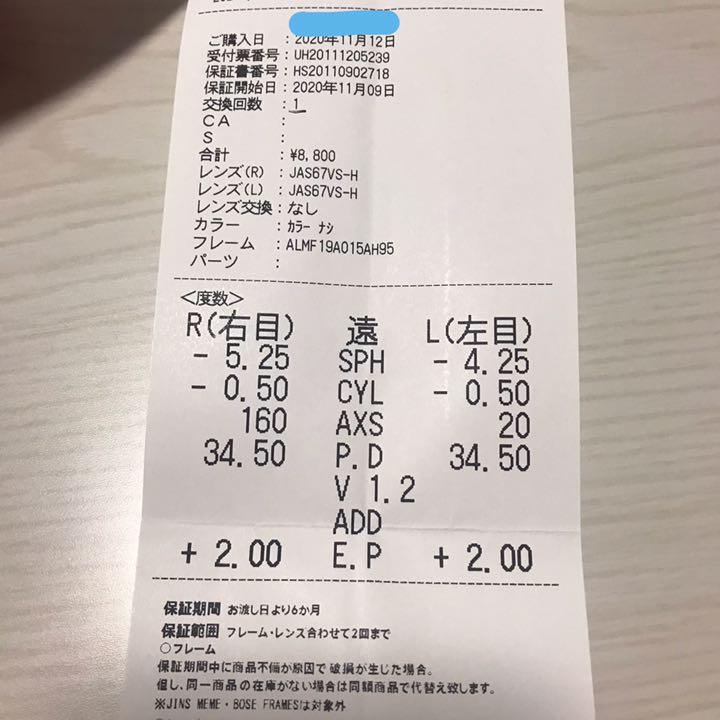 ご購入日 : 2020年11月12日
受付票番号 : UH20111205239
保証書番号 : HS20110902718
保証開始日 : 2020年11月09日
交換回数 : 1
CA :
S :
合計 : ¥8,800
レンズ(R) : JAS67VS-H
レンズ(L) : JAS67VS-H
レンズ交換 : なし
カラー : ｶﾗｰ ﾅｼ
フレーム : ALMF19A015AH95
パーツ :
<度数>
R(右目) 遠 L(左目)
- 5.25 SPH - 4.25
- 0.50 CYL - 0.50
160 AXS 20
34.50 P.D 34.50
V 1.2
ADD
+ 2.00 E.P + 2.00
保証期間 お渡し日より6か月
保証範囲 フレーム・レンズ合わせて2回まで
○フレーム
保証期間中に商品不備が原因で破損が生じた場合。
但し、同一商品の在庫がない場合は同額商品で代替え致します。
※JINS MEME・BOSE FRAMESは対象外